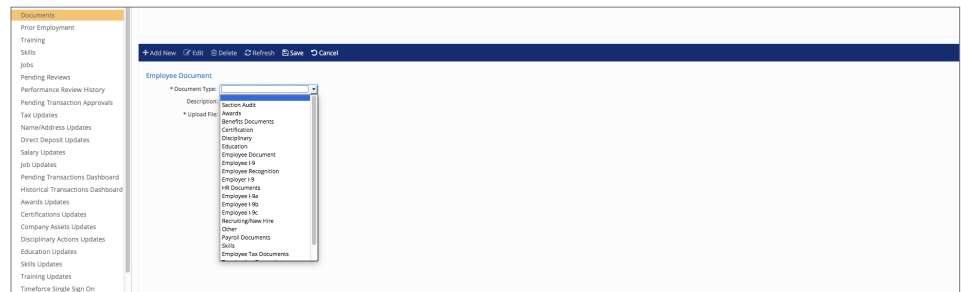 Documents
Prior Employment
Training
Skills
Jobs
Pending Reviews
Performance Review History
Pending Transaction Approvals
Tax Updates
Name/Address Updates
Direct Deposit Updates
Salary Updates
Job Updates
Pending Transactions Dashboard
Historical Transactions Dashboard
Awards Updates
Certifications Updates
Company Assets Updates
Disciplinary Actions Updates
Education Updates
Skills Updates
Training Updates
Timeforce Single Sign On
Add New Edit Delete Refresh Save Cancel
Employee Document
* Document Type:
Description:
* Upload File:
Section Audit
Awards
Benefits Documents
Certification
Disciplinary
Education
Employee Document
Employee I-9
Employee Recognition
Employer I-9
HR Documents
Employee I-9a
Employee I-9b
Employee I-9c
Recruiting/New Hire
Other
Payroll Documents
Skills
Employee Tax Documents